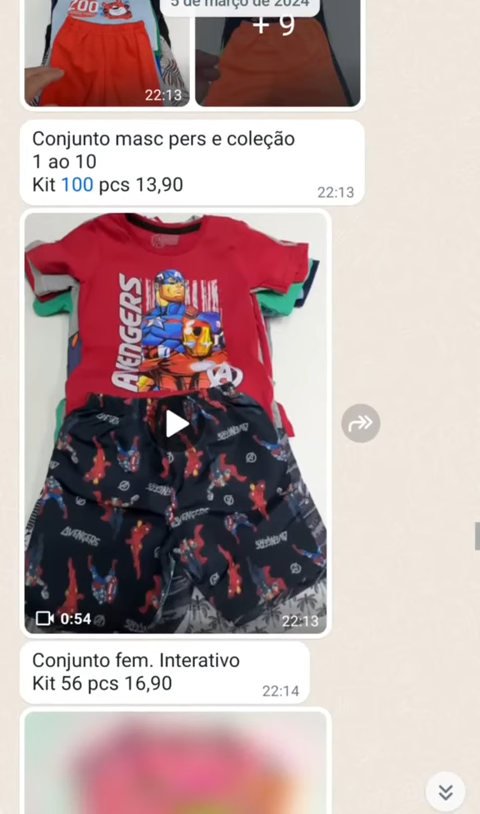 5 de março de 2024
200
+ 9
22:13
Conjunto masc pers e coleção
1 ao 10
Kit 100 pcs 13,90
22:13
AVENGERS
AVENGERS
0:54
22:13
Conjunto fem. Interativo
Kit 56 pcs 16,90
22:14